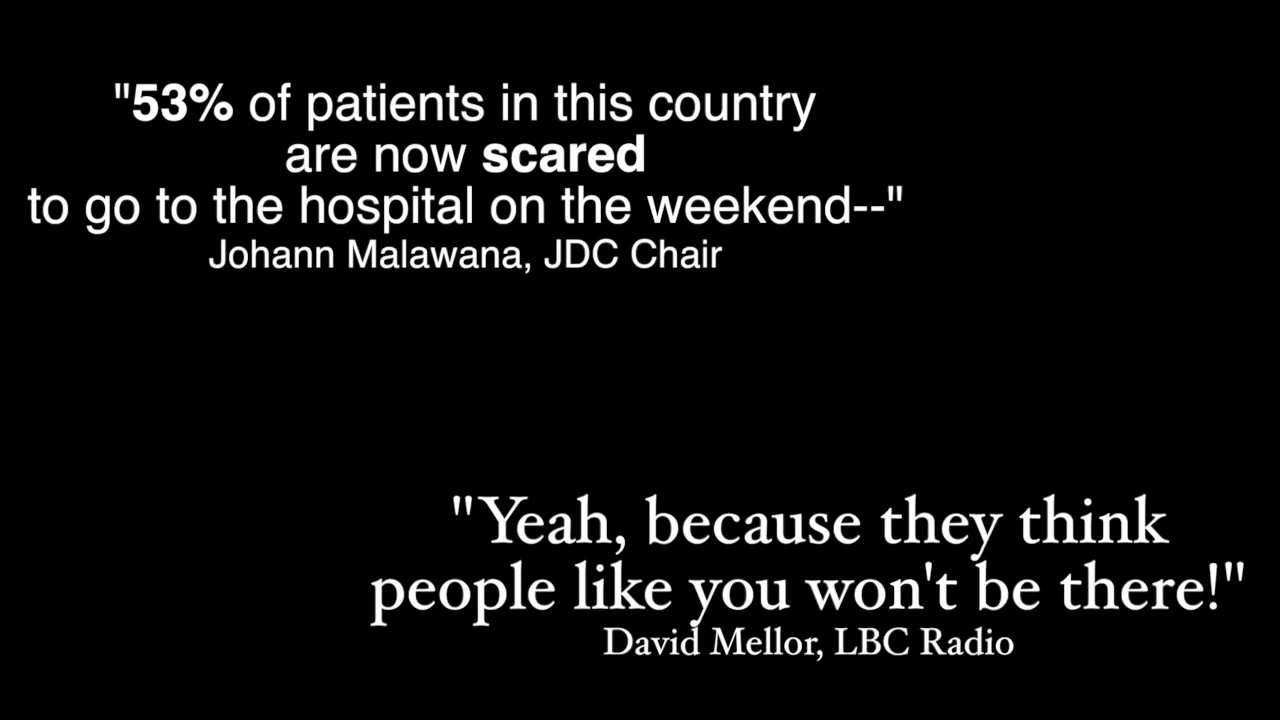 "53% of patients in this country
are now scared
to go to the hospital on the weekend--"
Johann Malawana, JDC Chair
"Yeah, because they think
people like you won't be there!"
David Mellor, LBC Radio